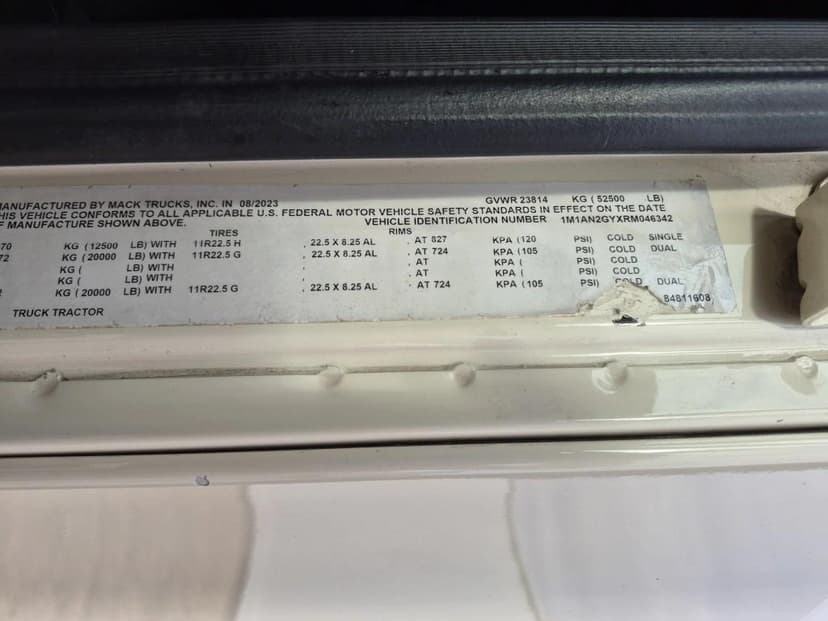 MANUFACTURED BY MACK TRUCKS, INC. IN 08/2023 GVWR 23814 KG ( 52500 LB)
THIS VEHICLE CONFORMS TO ALL APPLICABLE U.S. FEDERAL MOTOR VEHICLE SAFETY STANDARDS IN EFFECT ON THE DATE
OF MANUFACTURE SHOWN ABOVE. VEHICLE IDENTIFICATION NUMBER 1M1AN2GYXRM046342
TIRES RIMS
70 KG ( 12500 LB) WITH 11R22.5 H , 22.5 X 8.25 AL , AT 827 KPA ( 120 PSI) COLD SINGLE
72 KG ( 20000 LB) WITH 11R22.5 G , 22.5 X 8.25 AL , AT 724 KPA ( 105 PSI) COLD DUAL
KG ( LB) WITH , , AT KPA ( PSI) COLD
KG ( LB) WITH , , AT KPA ( PSI) COLD
2 KG ( 20000 LB) WITH 11R22.5 G , 22.5 X 8.25 AL , AT 724 KPA ( 105 PSI) COLD DUAL
TRUCK TRACTOR 84811608